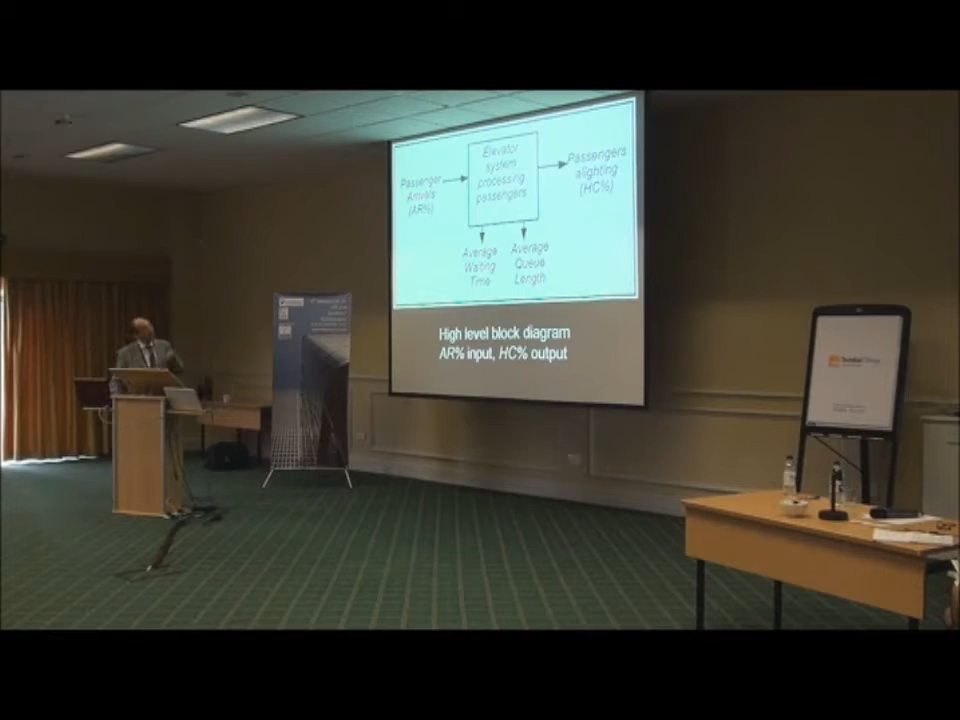 Elevator
system
processing
passengers
Passenger
Arrivals
(AR%)
Passengers
alighting
(HC%)
Average
Waiting
Time
Average
Queue
Length
High level block diagram
AR% input, HC% output